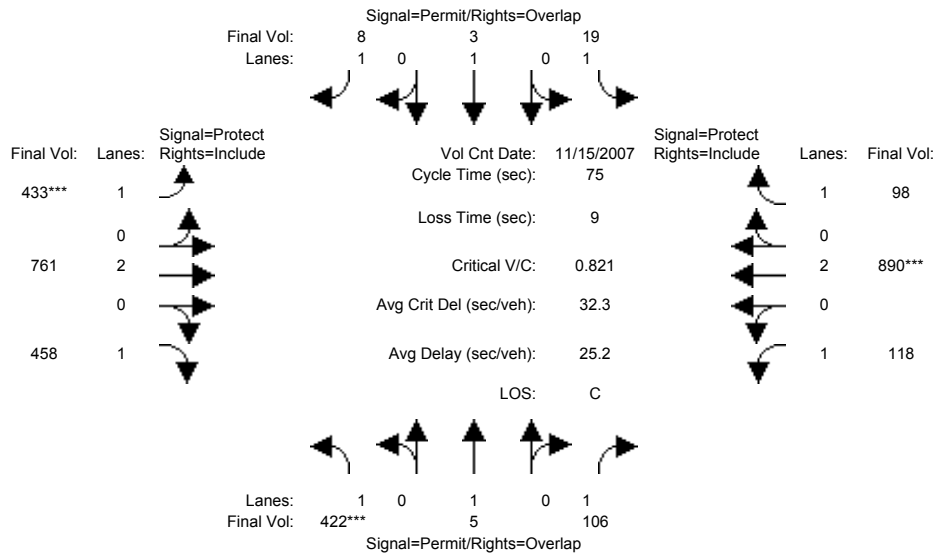 Signal=Permit/Rights=Overlap
Final Vol: 8 3 19
Lanes: 1 0 1 0 1
Signal=Protect Signal=Protect
Final Vol: Lanes: Rights=Include Vol Cnt Date: 11/15/2007 Rights=Include Lanes: Final Vol:
Cycle Time (sec): 75
433*** 1 1 98
Loss Time (sec): 9
0 0
761 2 Critical V/C: 0.821 2 890***
0 Avg Crit Del (sec/veh): 32.3 0
458 1 Avg Delay (sec/veh): 25.2 1 118
LOS: C
Lanes: 1 0 1 0 1
Final Vol: 422*** 5 106
Signal=Permit/Rights=Overlap